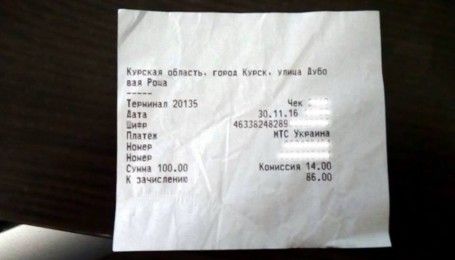 Курская область, город Курск, улица Дубо
вая Роща
-----
Терминал 20135 Чек
Дата 30.11.16
Шифр 46338248289
Платеж МТС Украина
Номер
Номер
Сумма 100.00 Комиссия 14.00
К зачислению 86.00